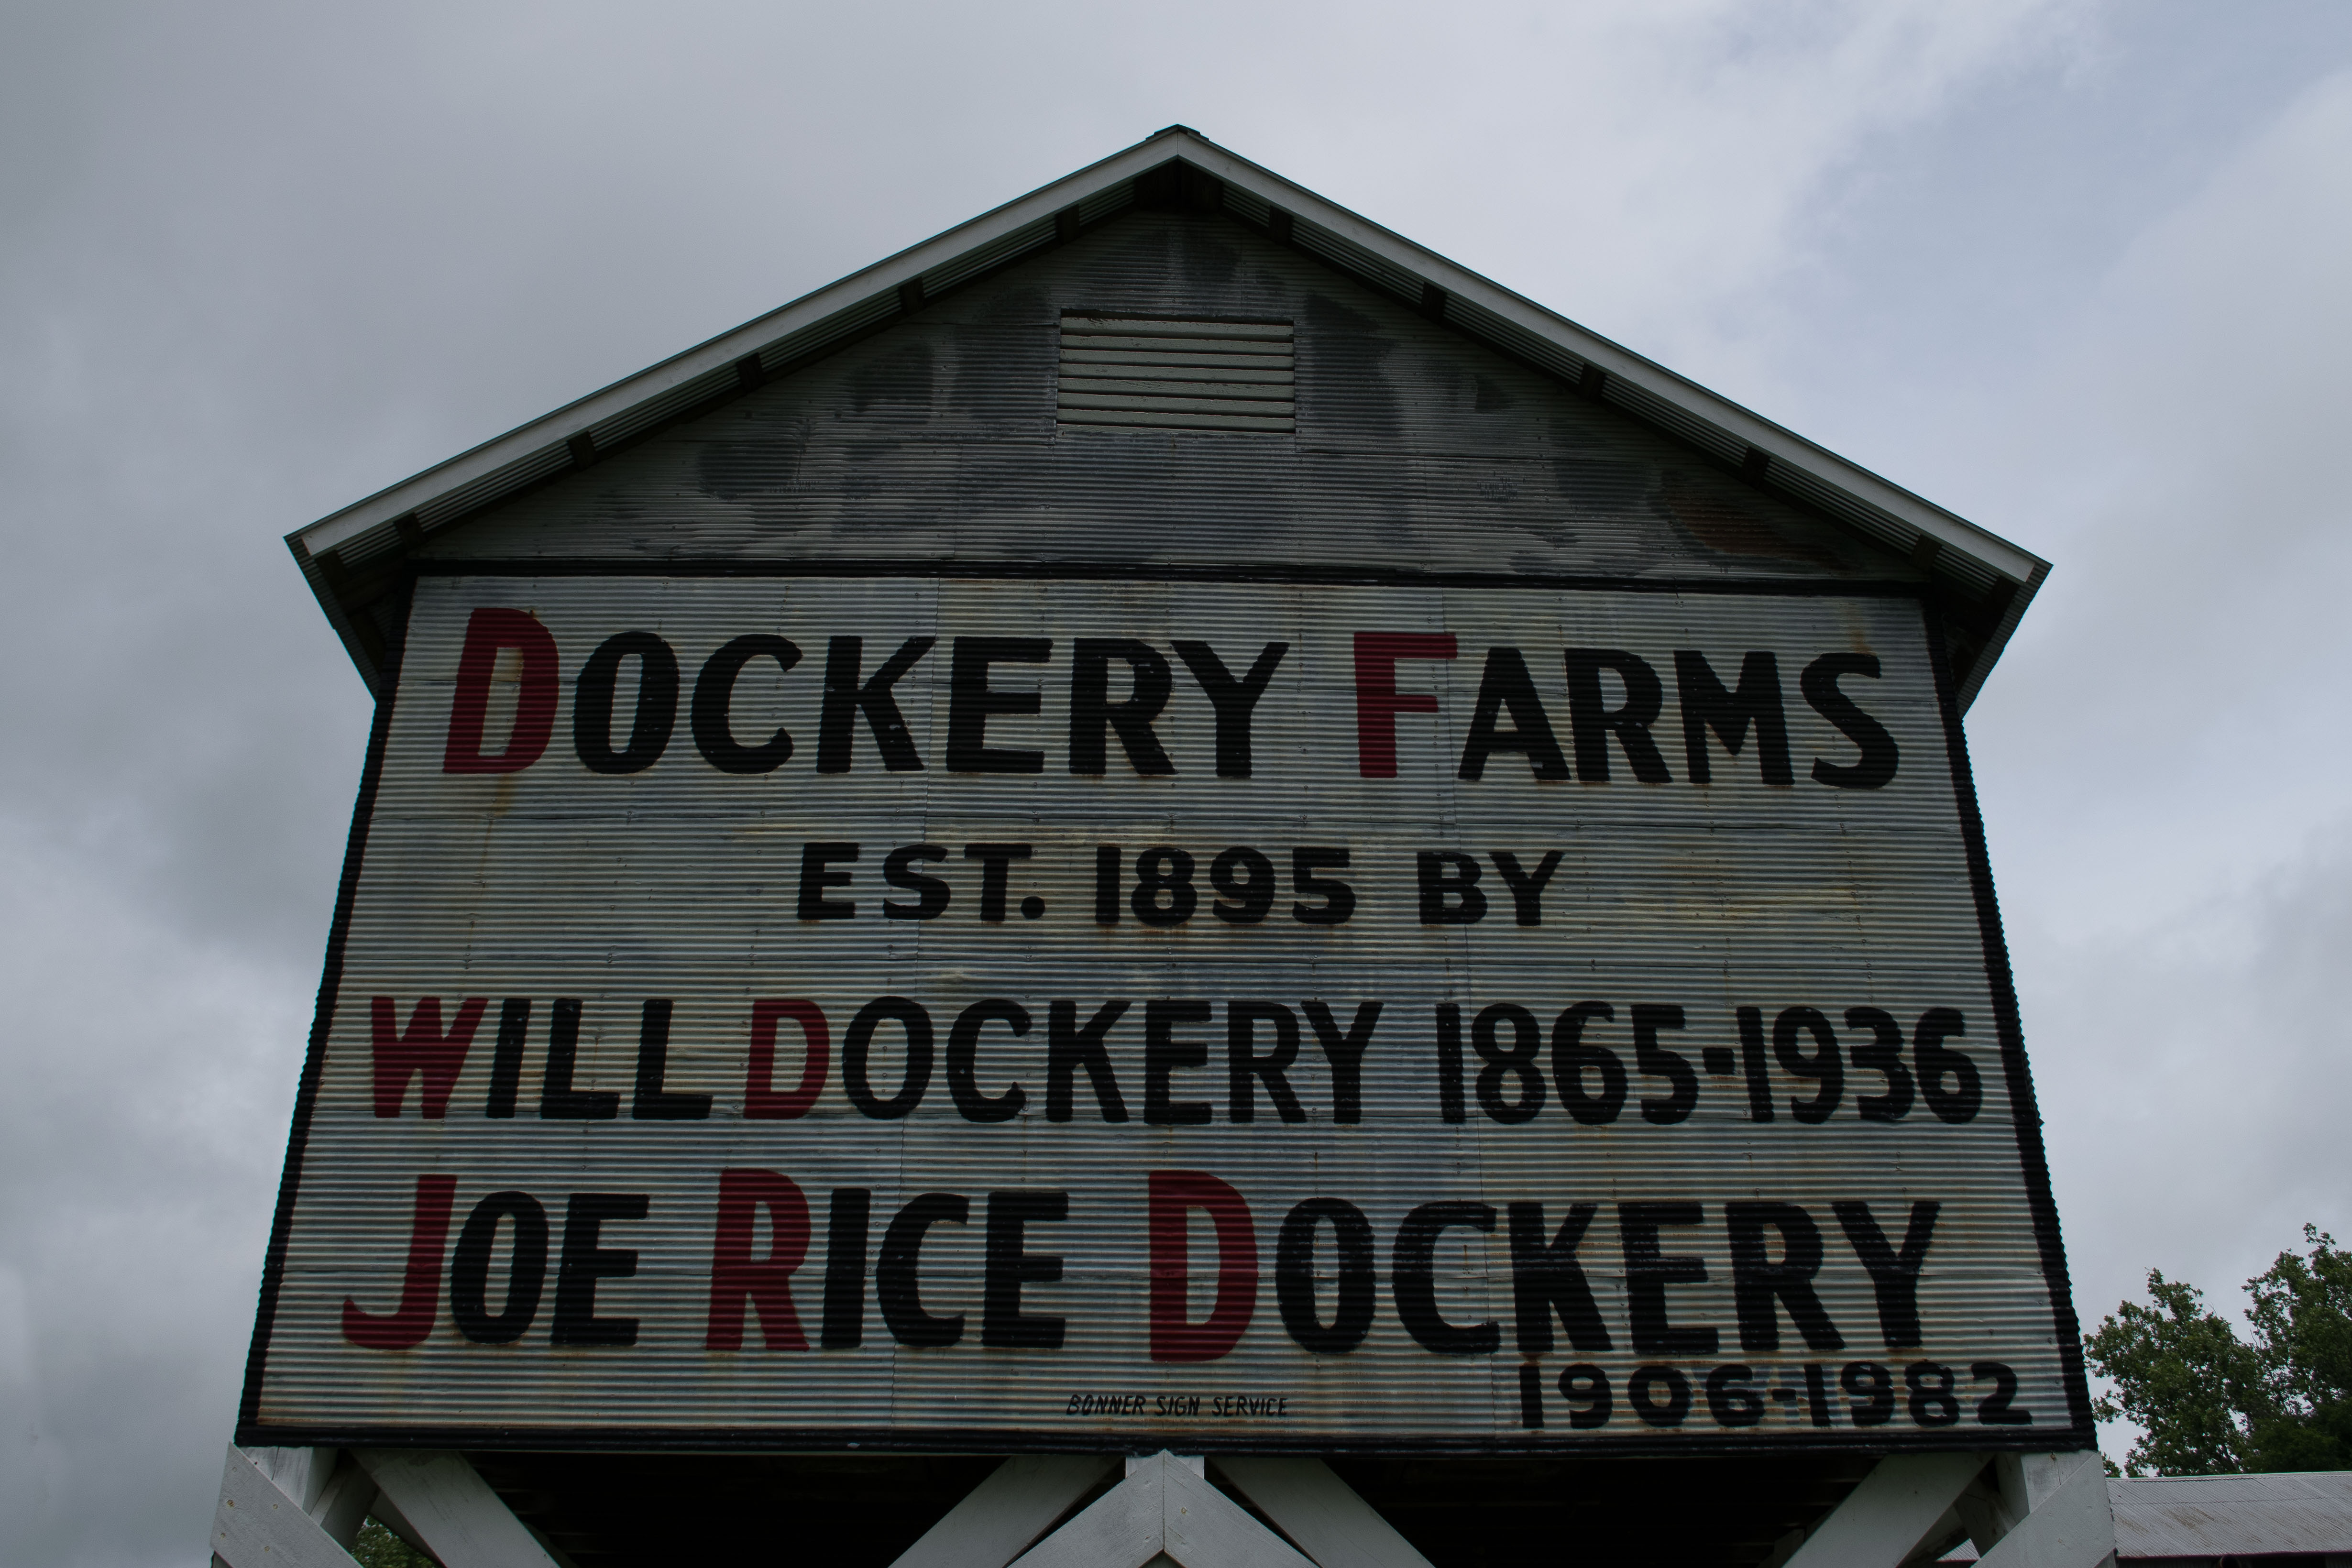 DOCKERY FARMS
EST. 1895 BY
WILL DOCKERY 1865-1936
JOE RICE DOCKERY
1906-1982
BONNER SIGN SERVICE